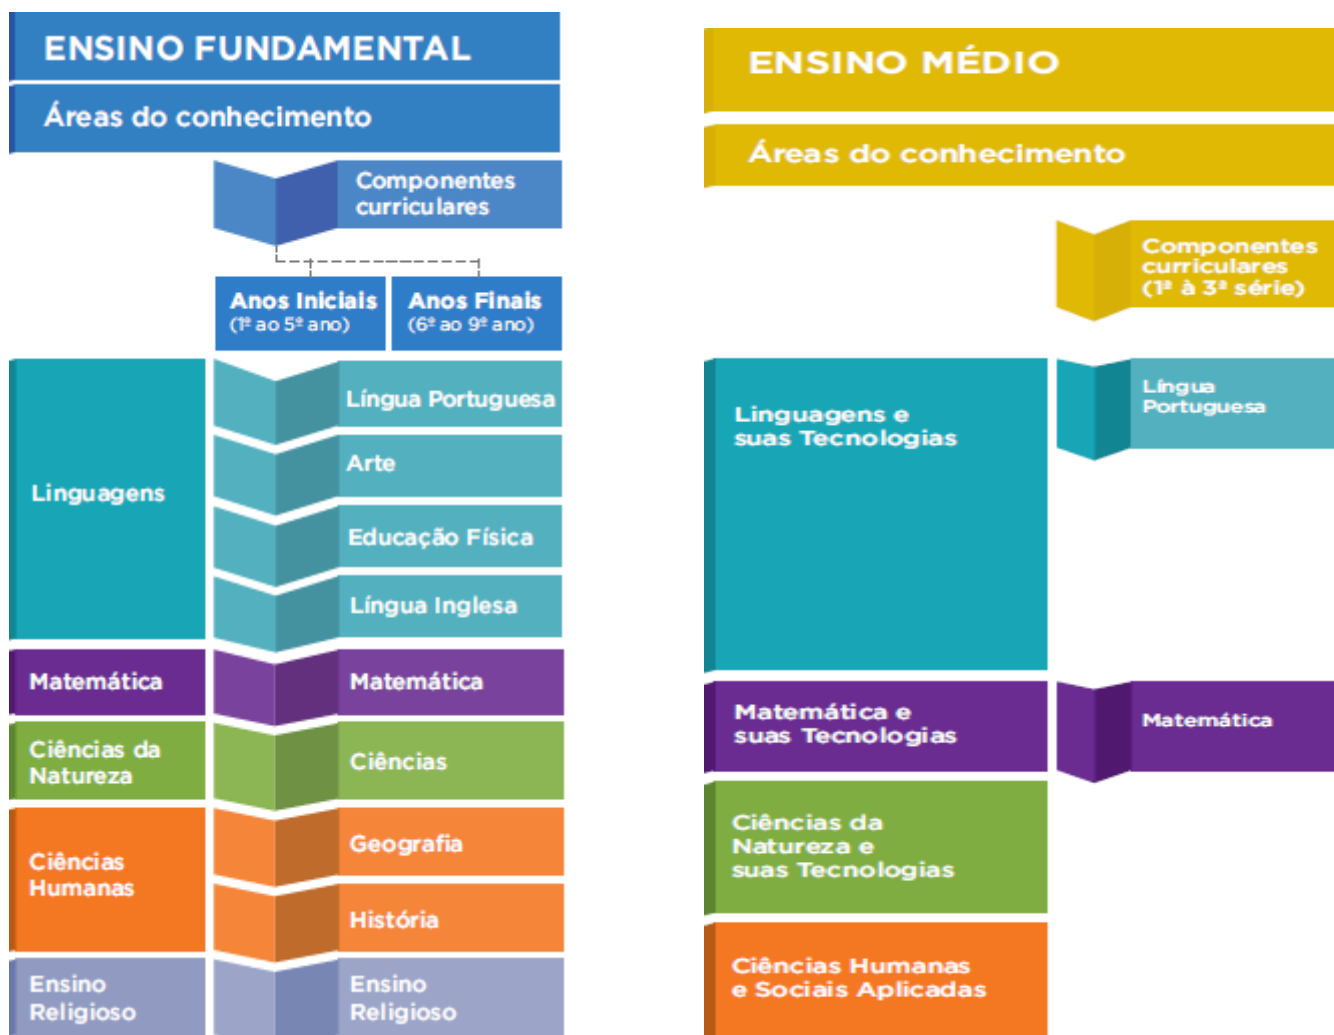 ENSINO FUNDAMENTAL
Áreas do conhecimento
Componentes
curriculares
Anos Iniciais
(1º ao 5º ano)
Anos Finais
(6º ao 9º ano)
Linguagens
Língua Portuguesa
Arte
Educação Física
Língua Inglesa
Matemática
Matemática
Ciências da
Natureza
Ciências
Ciências
Humanas
Geografia
História
Ensino
Religioso
Ensino
Religioso
ENSINO MÉDIO
Áreas do conhecimento
Componentes
curriculares
(1ª à 3ª série)
Linguagens e
suas Tecnologias
Língua
Portuguesa
Matemática e
suas Tecnologias
Matemática
Ciências da
Natureza e
suas Tecnologias
Ciências Humanas
e Sociais Aplicadas